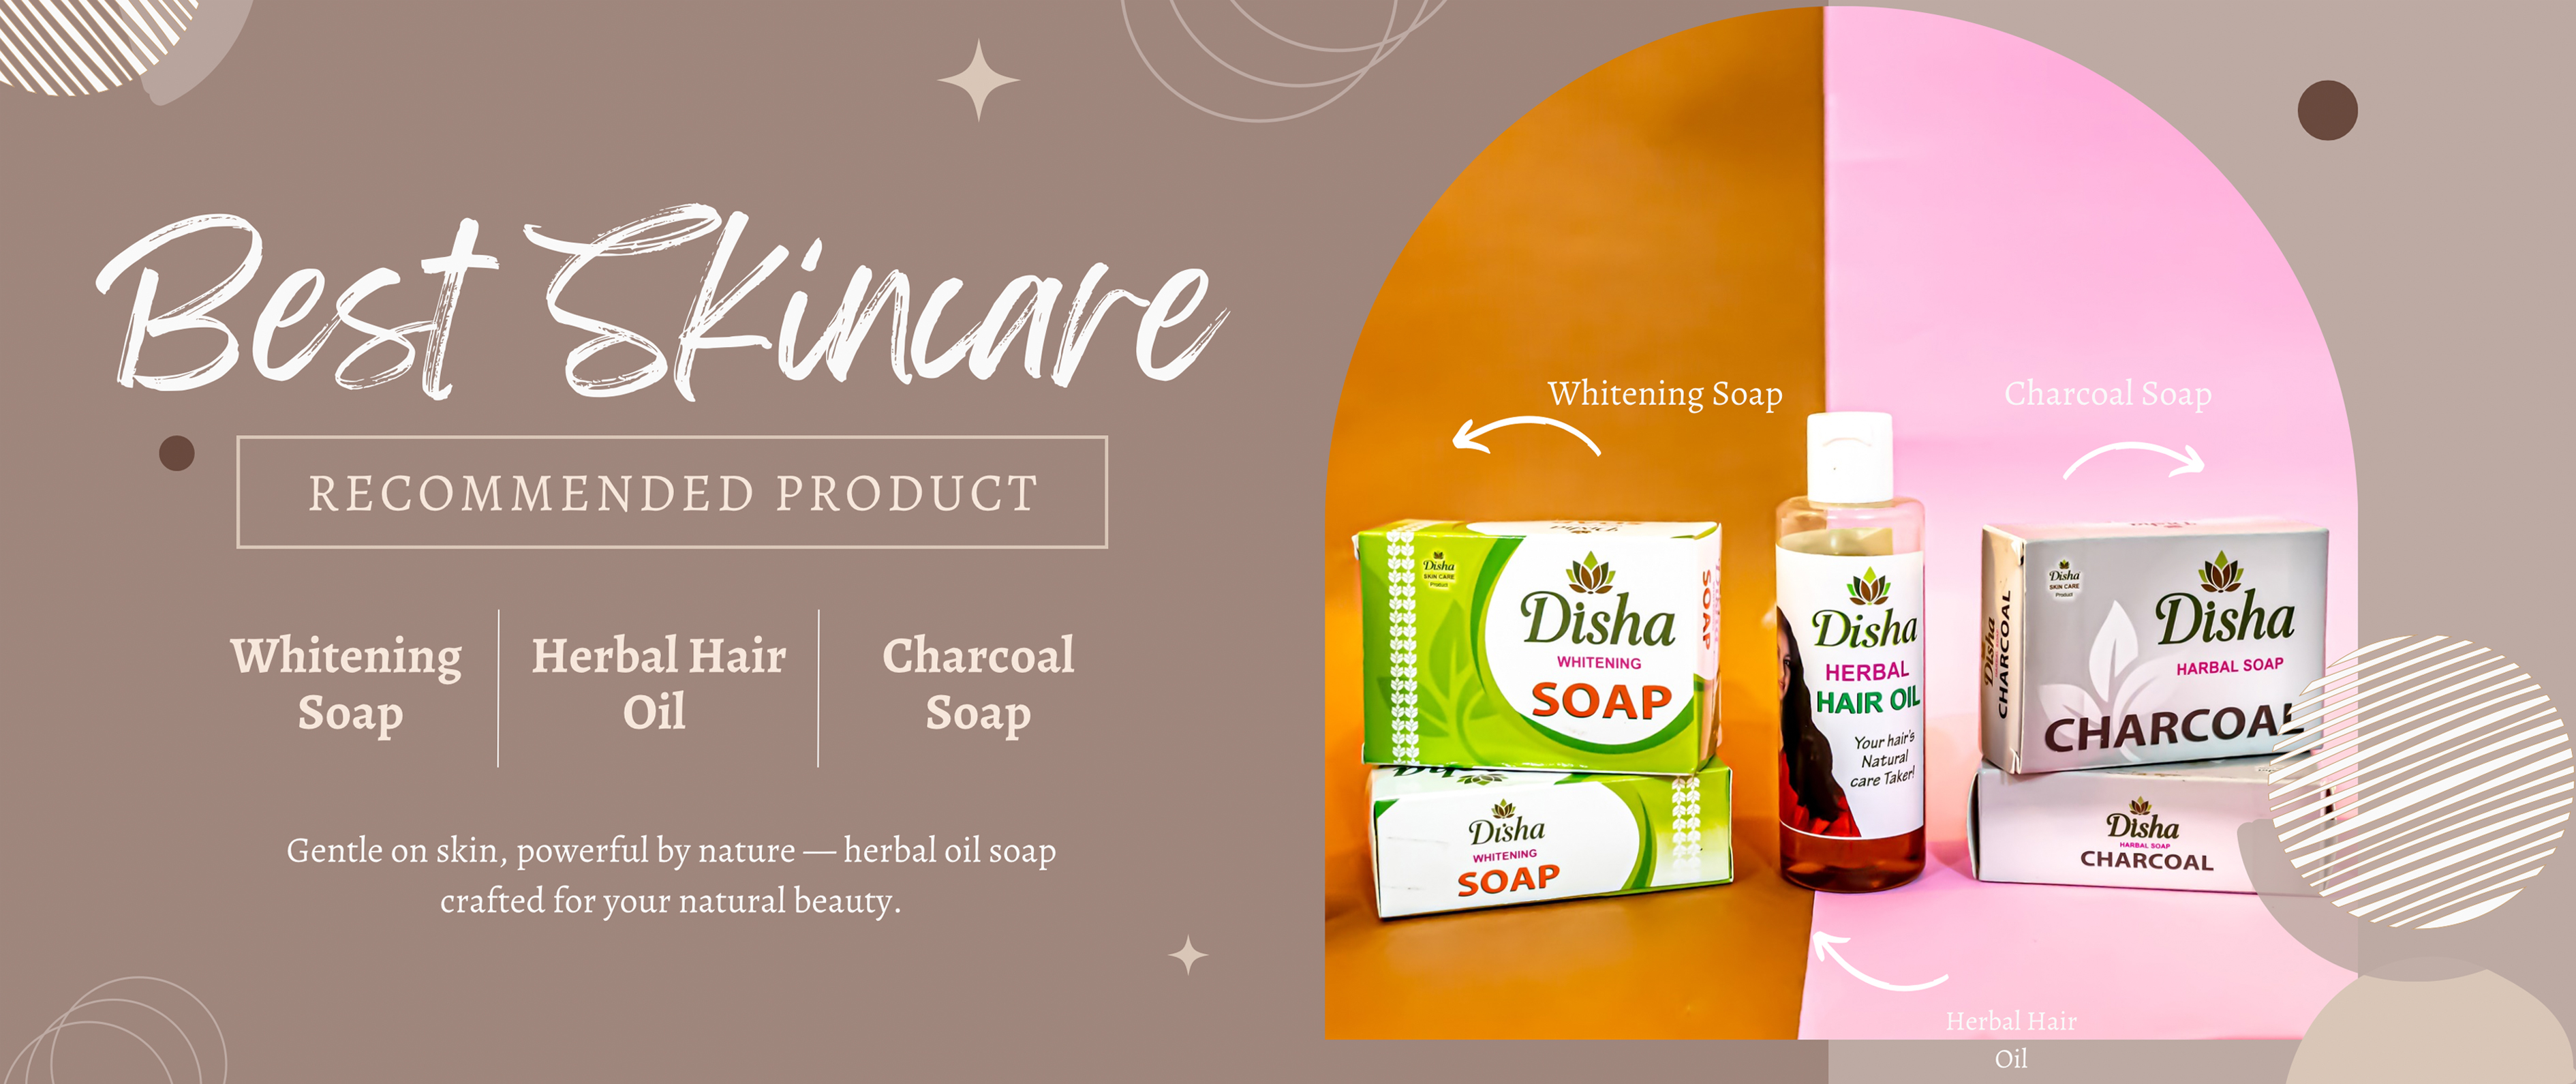 Best Skincare
RECOMMENDED PRODUCT
Whitening
Soap
Herbal Hair
Oil
Charcoal
Soap
Gentle on skin, powerful by nature — herbal oil soap
crafted for your natural beauty.
Whitening Soap
Charcoal Soap
Disha
SKIN CARE
Product
Disha
WHITENING
SOAP
SOAP
Disha
WHITENING
SOAP
Disha
HERBAL
HAIR OIL
Your hair's
Natural
care Taker!
Disha
CHARCOAL
Disha
SKIN CARE
Product
Disha
HARBAL SOAP
CHARCOAL
Disha
HARBAL SOAP
CHARCOAL
Herbal Hair
Oil